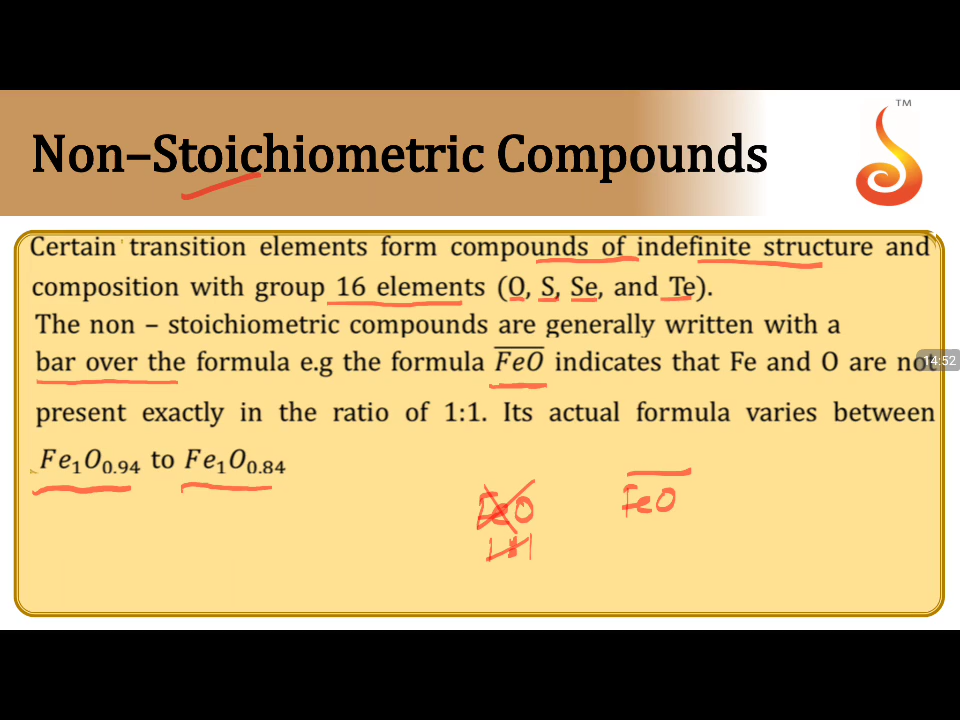 TM
Non–Stoichiometric Compounds
Certain transition elements form compounds of indefinite structure and
composition with group 16 elements (O, S, Se, and Te).
The non – stoichiometric compounds are generally written with a
bar over the formula e.g the formula F̅e̅O̅ indicates that Fe and O are not
14:52
present exactly in the ratio of 1:1. Its actual formula varies between
Fe₁O₀.₉₄ to Fe₁O₀.₈₄
FeO F̅e̅O̅
1:1